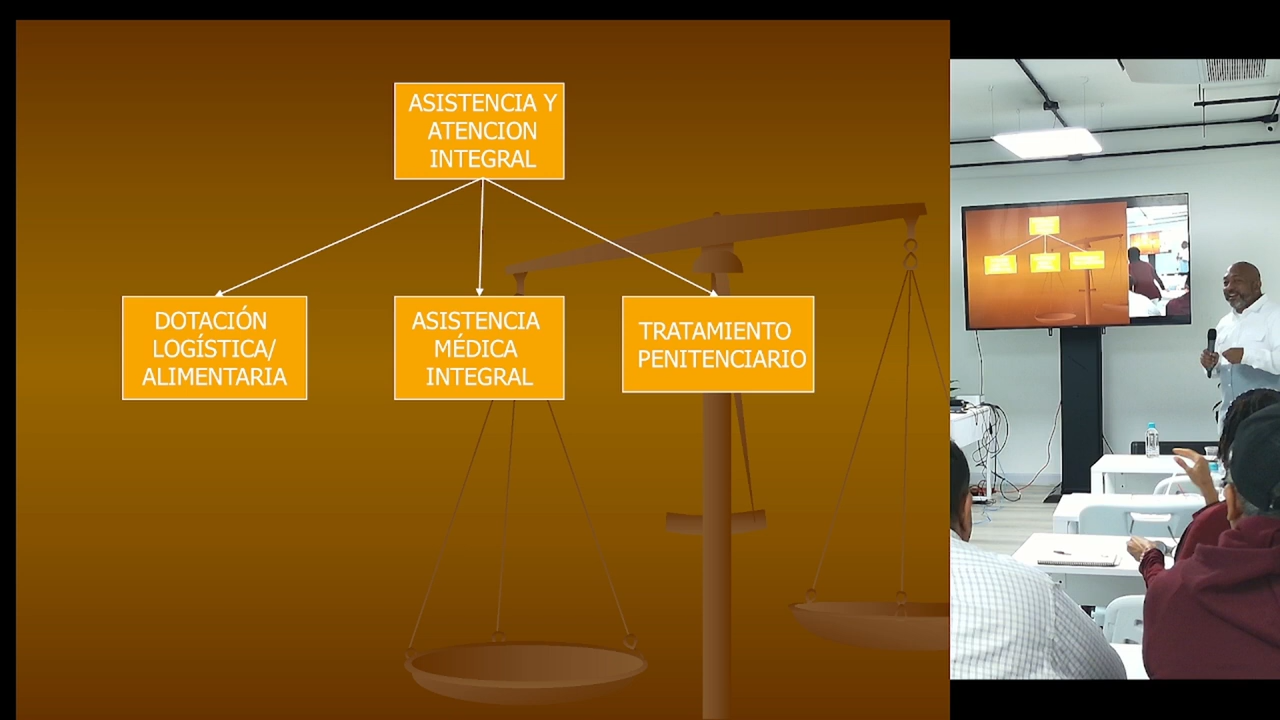 ASISTENCIA Y
ATENCION
INTEGRAL
DOTACIÓN
LOGÍSTICA/
ALIMENTARIA
ASISTENCIA
MÉDICA
INTEGRAL
TRATAMIENTO
PENITENCIARIO